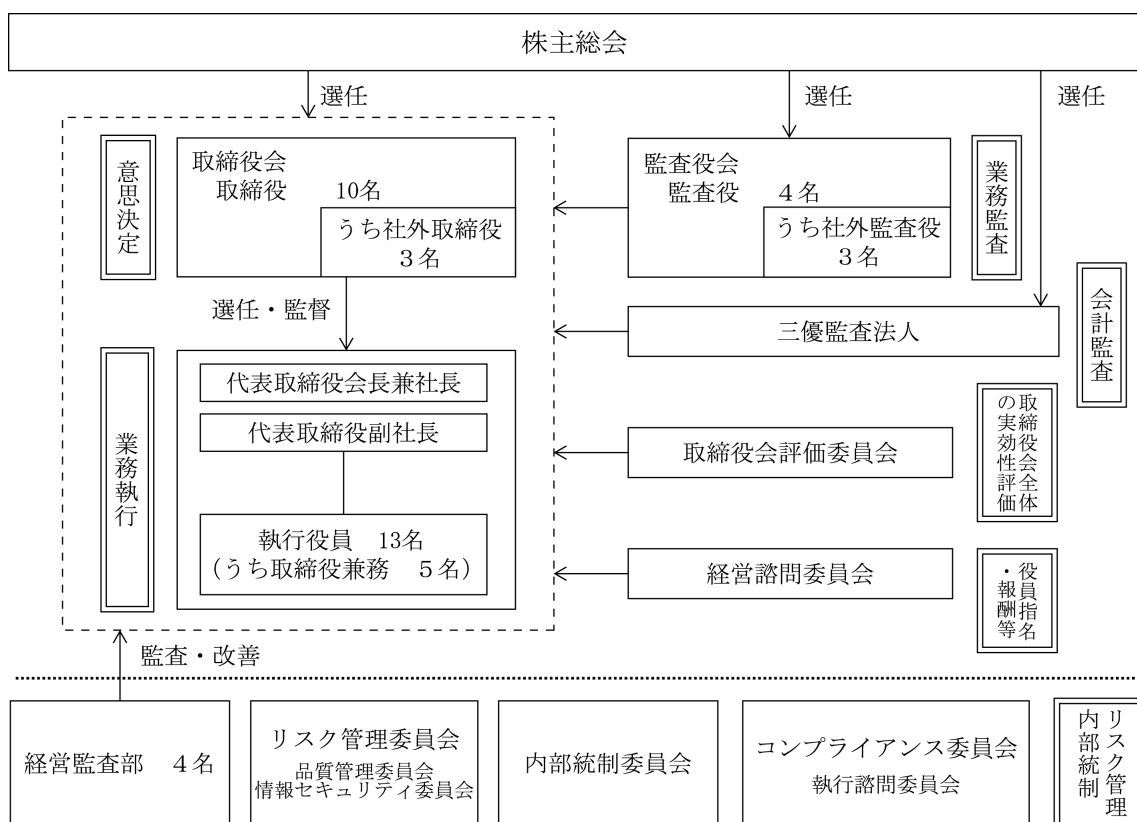 株主総会
選任
選任
選任
意思決定
取締役会
取締役　10名
うち社外取締役
３名
監査役会
監査役　４名
うち社外監査役
３名
業務監査
選任・監督
三優監査法人
会計監査
業務執行
代表取締役会長兼社長
代表取締役副社長
執行役員　13名
（うち取締役兼務　５名）
取締役会評価委員会
取締役会全体
の実効性評価
経営諮問委員会
役員指名
・報酬等
監査・改善
経営監査部　４名
リスク管理委員会
品質管理委員会
情報セキュリティ委員会
内部統制委員会
コンプライアンス委員会
執行諮問委員会
リスク管理
内部統制